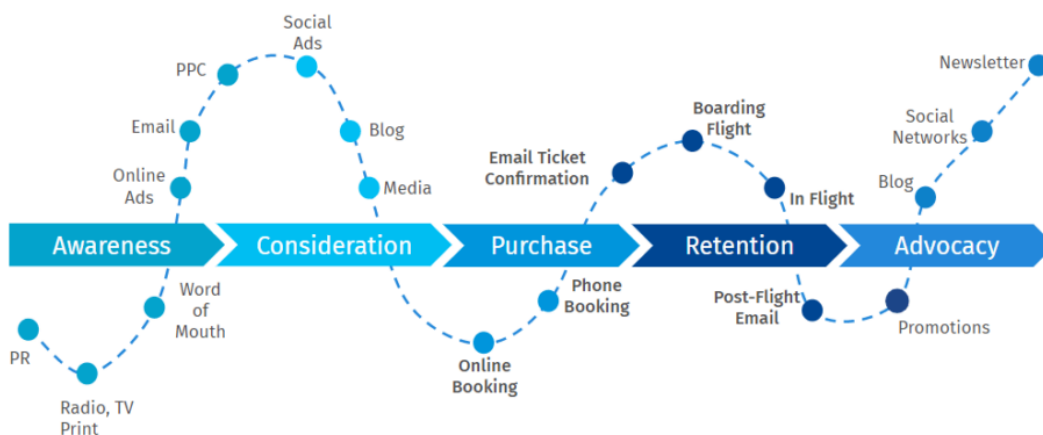 Social
Ads
PPC
Newsletter
Boarding
Flight
Email
Blog
Social
Networks
Email Ticket
Confirmation
Online
Ads
Media
In Flight
Blog
Awareness
Consideration
Purchase
Retention
Advocacy
Word
of
Mouth
Phone
Booking
Post-Flight
Email
Promotions
PR
Online
Booking
Radio, TV
Print